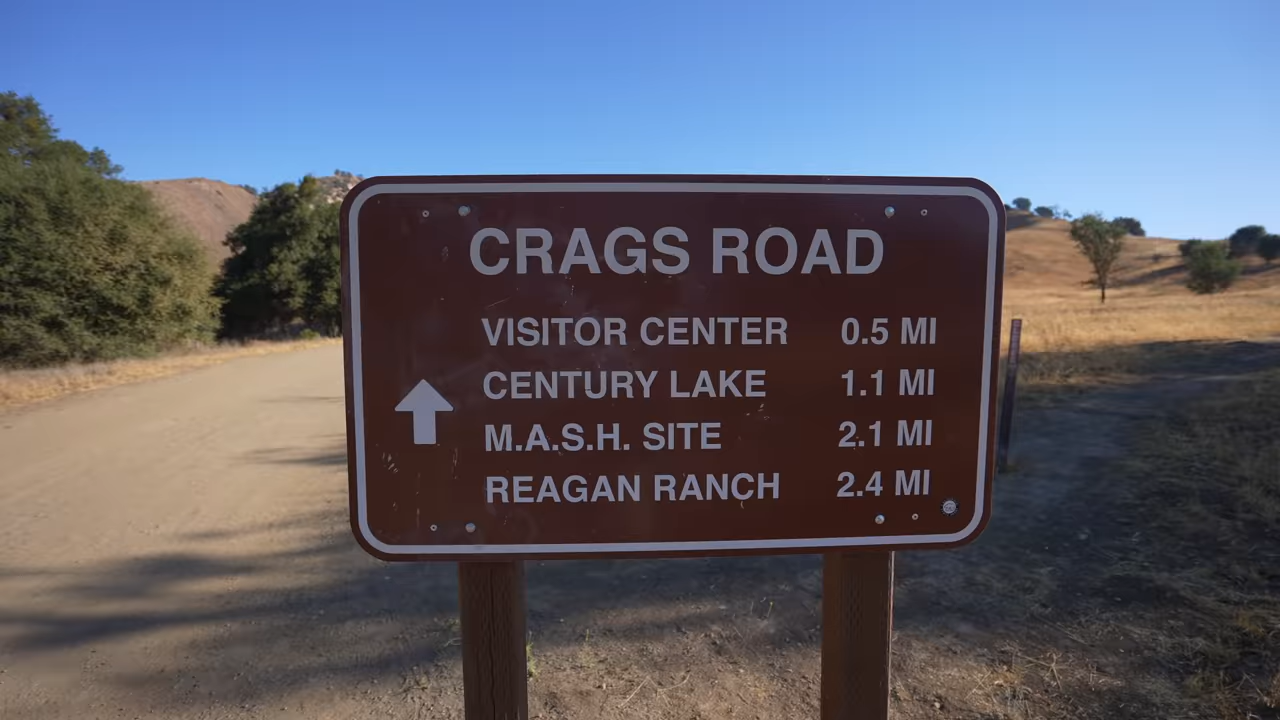 CRAGS ROAD
VISITOR CENTER 0.5 MI
CENTURY LAKE 1.1 MI
M.A.S.H. SITE 2.1 MI
REAGAN RANCH 2.4 MI